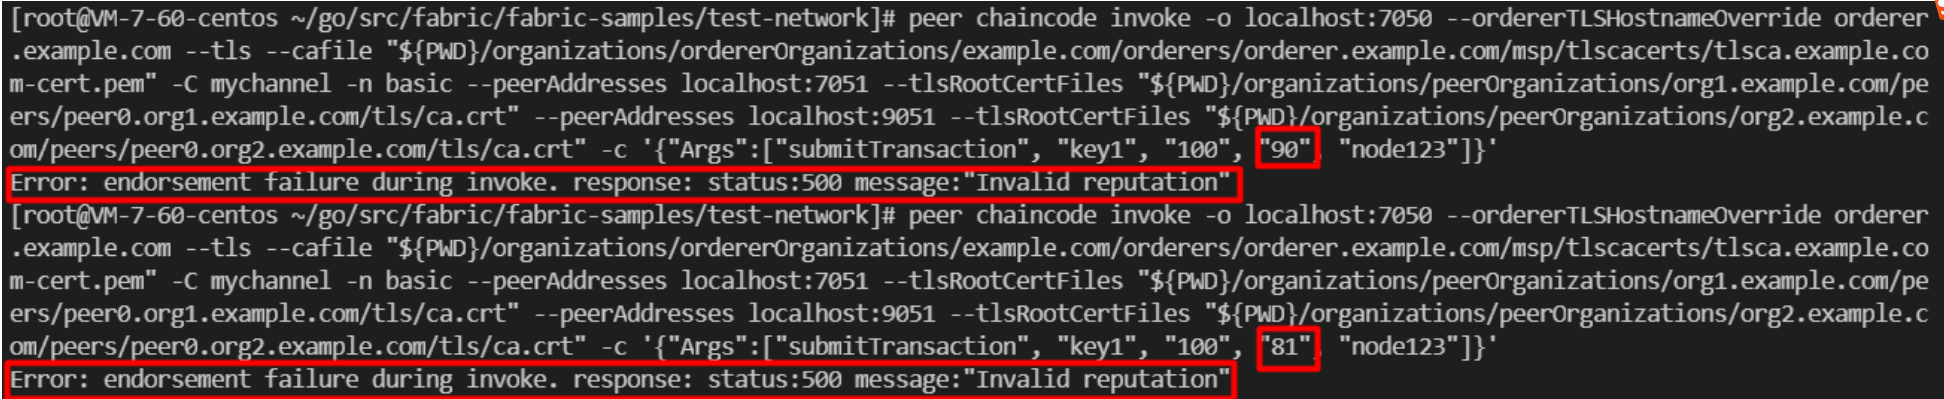 [root@VM-7-60-centos ~/go/src/fabric/fabric-samples/test-network]# peer chaincode invoke -o localhost:7050 --ordererTLSHostnameOverride orderer
.example.com --tls --cafile "${PWD}/organizations/ordererOrganizations/example.com/orderers/orderer.example.com/msp/tlscacerts/tlsca.example.co
m-cert.pem" -C mychannel -n basic --peerAddresses localhost:7051 --tlsRootCertFiles "${PWD}/organizations/peerOrganizations/org1.example.com/pe
ers/peer0.org1.example.com/tls/ca.crt" --peerAddresses localhost:9051 --tlsRootCertFiles "${PWD}/organizations/peerOrganizations/org2.example.c
om/peers/peer0.org2.example.com/tls/ca.crt" -c '{"Args":["submitTransaction", "key1", "100", "90", "node123"]}'
Error: endorsement failure during invoke. response: status:500 message:"Invalid reputation"
[root@VM-7-60-centos ~/go/src/fabric/fabric-samples/test-network]# peer chaincode invoke -o localhost:7050 --ordererTLSHostnameOverride orderer
.example.com --tls --cafile "${PWD}/organizations/ordererOrganizations/example.com/orderers/orderer.example.com/msp/tlscacerts/tlsca.example.co
m-cert.pem" -C mychannel -n basic --peerAddresses localhost:7051 --tlsRootCertFiles "${PWD}/organizations/peerOrganizations/org1.example.com/pe
ers/peer0.org1.example.com/tls/ca.crt" --peerAddresses localhost:9051 --tlsRootCertFiles "${PWD}/organizations/peerOrganizations/org2.example.c
om/peers/peer0.org2.example.com/tls/ca.crt" -c '{"Args":["submitTransaction", "key1", "100", "81", "node123"]}'
Error: endorsement failure during invoke. response: status:500 message:"Invalid reputation"